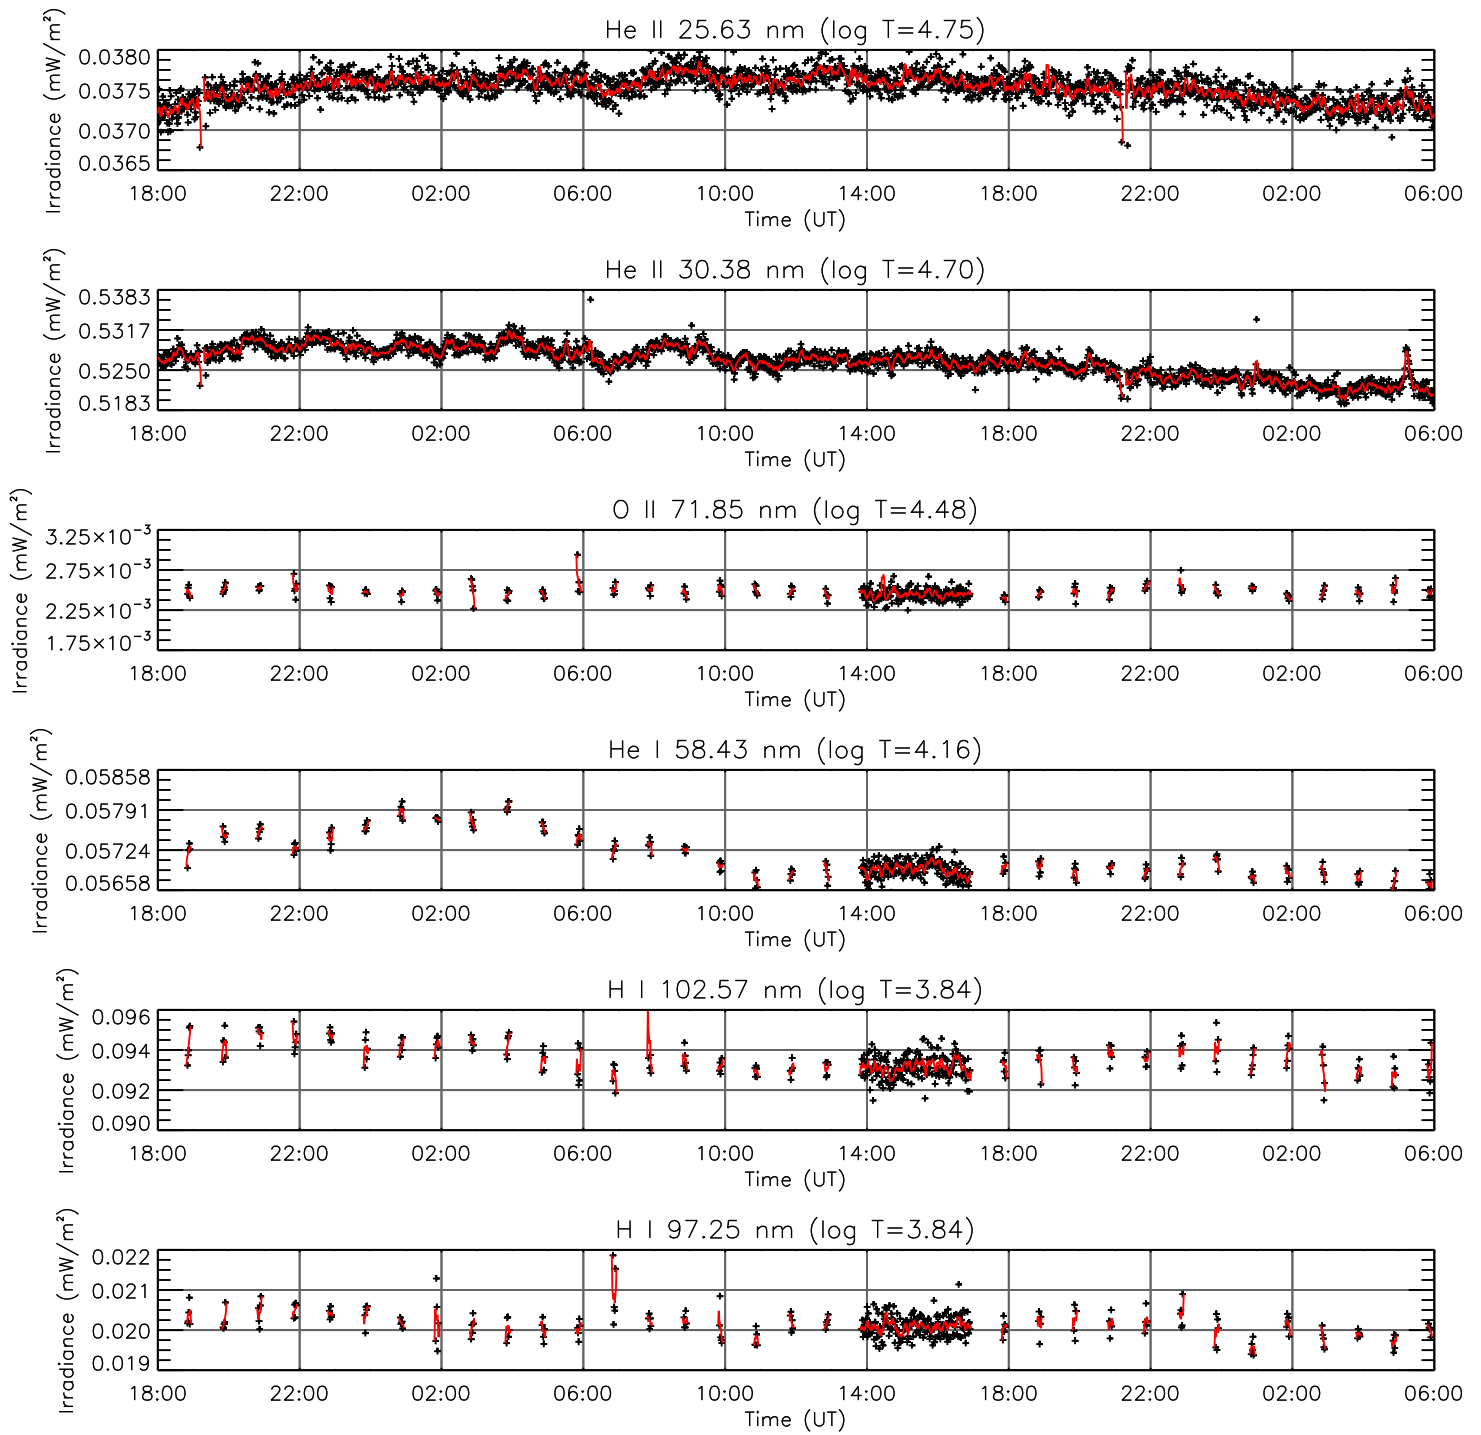 He II 25.63 nm (log T=4.75)
Irradiance (mW/m²)
0.0380
0.0375
0.0370
0.0365
18:00 22:00 02:00 06:00 10:00 14:00 18:00 22:00 02:00 06:00
Time (UT)
He II 30.38 nm (log T=4.70)
Irradiance (mW/m²)
0.5383
0.5317
0.5250
0.5183
18:00 22:00 02:00 06:00 10:00 14:00 18:00 22:00 02:00 06:00
Time (UT)
O II 71.85 nm (log T=4.48)
Irradiance (mW/m²)
3.25×10⁻³
2.75×10⁻³
2.25×10⁻³
1.75×10⁻³
18:00 22:00 02:00 06:00 10:00 14:00 18:00 22:00 02:00 06:00
Time (UT)
He I 58.43 nm (log T=4.16)
Irradiance (mW/m²)
0.05858
0.05791
0.05724
0.05658
18:00 22:00 02:00 06:00 10:00 14:00 18:00 22:00 02:00 06:00
Time (UT)
H I 102.57 nm (log T=3.84)
Irradiance (mW/m²)
0.096
0.094
0.092
0.090
18:00 22:00 02:00 06:00 10:00 14:00 18:00 22:00 02:00 06:00
Time (UT)
H I 97.25 nm (log T=3.84)
Irradiance (mW/m²)
0.022
0.021
0.020
0.019
18:00 22:00 02:00 06:00 10:00 14:00 18:00 22:00 02:00 06:00
Time (UT)